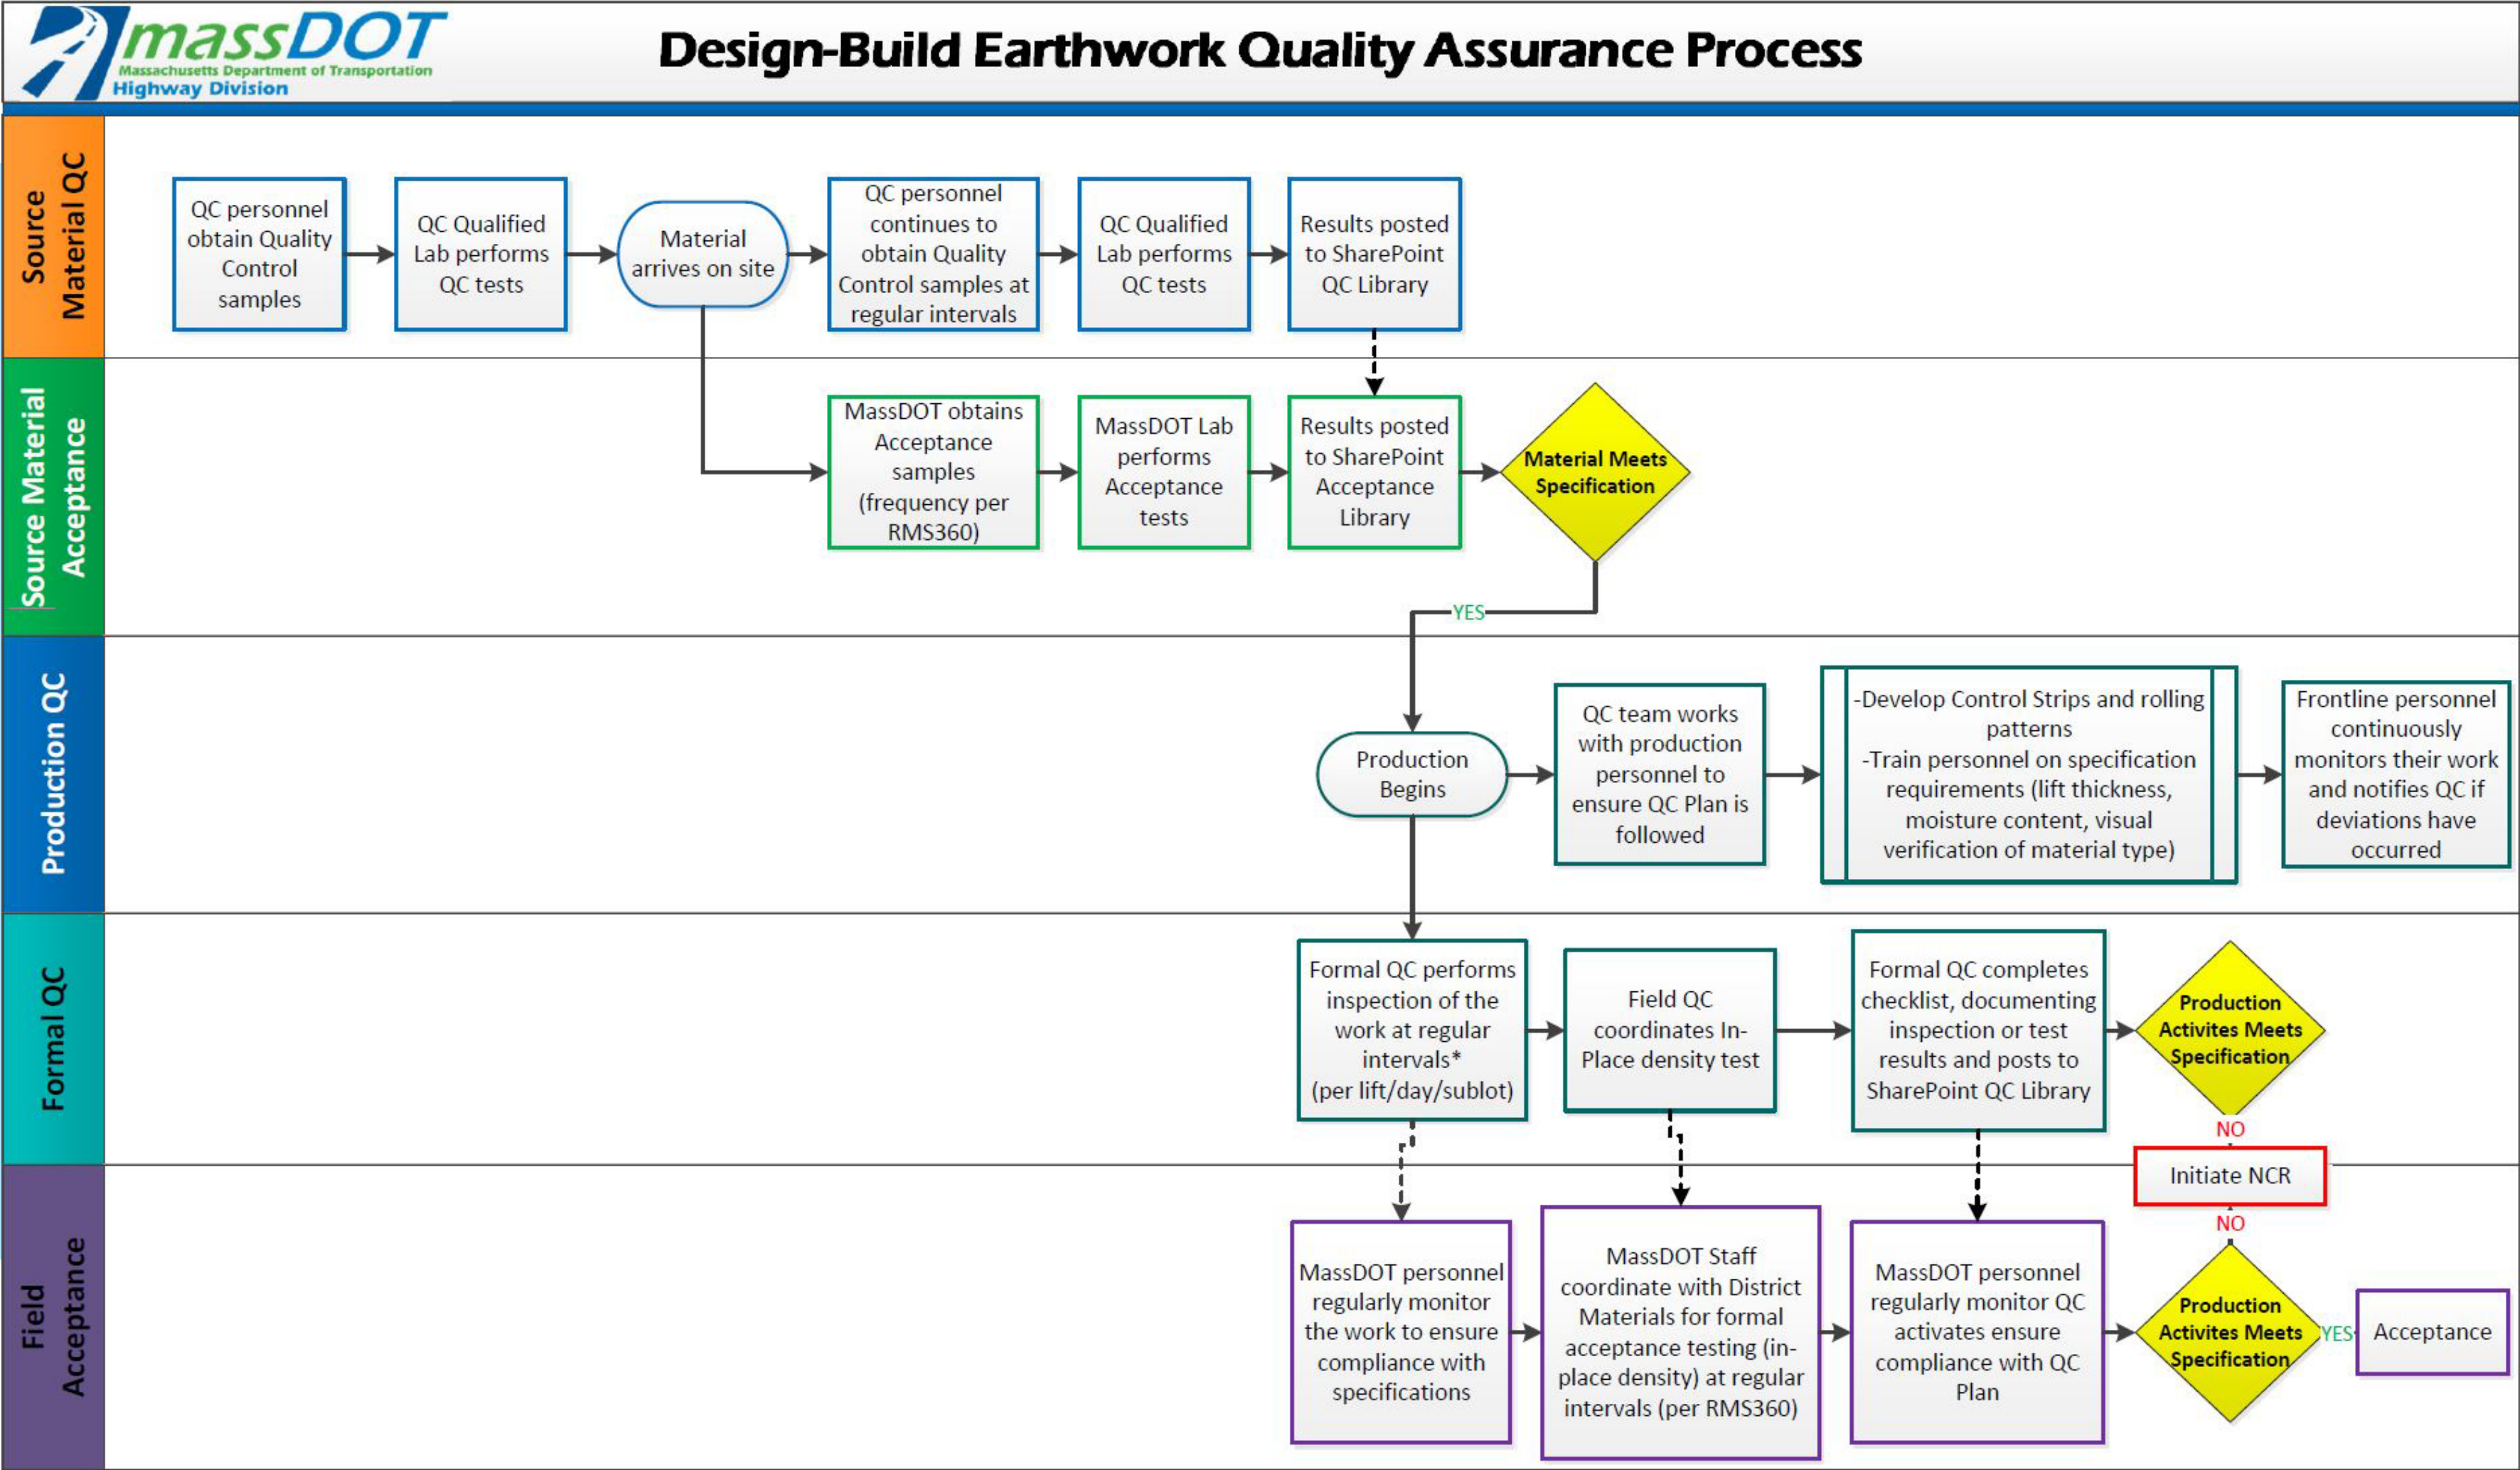 massDOT
Massachusetts Department of Transportation
Highway Division
Design-Build Earthwork Quality Assurance Process
Source
Material QC
QC personnel
obtain Quality
Control
samples
QC Qualified
Lab performs
QC tests
Material
arrives on site
QC personnel
continues to
obtain Quality
Control samples at
regular intervals
QC Qualified
Lab performs
QC tests
Results posted
to SharePoint
QC Library
Source Material
Acceptance
MassDOT obtains
Acceptance
samples
(frequency per
RMS360)
MassDOT Lab
performs
Acceptance
tests
Results posted
to SharePoint
Acceptance
Library
Material Meets
Specification
YES
Production QC
Production
Begins
QC team works
with production
personnel to
ensure QC Plan is
followed
-Develop Control Strips and rolling
patterns
-Train personnel on specification
requirements (lift thickness,
moisture content, visual
verification of material type)
Frontline personnel
continuously
monitors their work
and notifies QC if
deviations have
occurred
Formal QC
Formal QC performs
inspection of the
work at regular
intervals*
(per lift/day/sublot)
Field QC
coordinates In-
Place density test
Formal QC completes
checklist, documenting
inspection or test
results and posts to
SharePoint QC Library
Production
Activites Meets
Specification
NO
Initiate NCR
NO
Field
Acceptance
MassDOT personnel
regularly monitor
the work to ensure
compliance with
specifications
MassDOT Staff
coordinate with District
Materials for formal
acceptance testing (in-
place density) at regular
intervals (per RMS360)
MassDOT personnel
regularly monitor QC
activates ensure
compliance with QC
Plan
Production
Activites Meets
Specification
YES
Acceptance